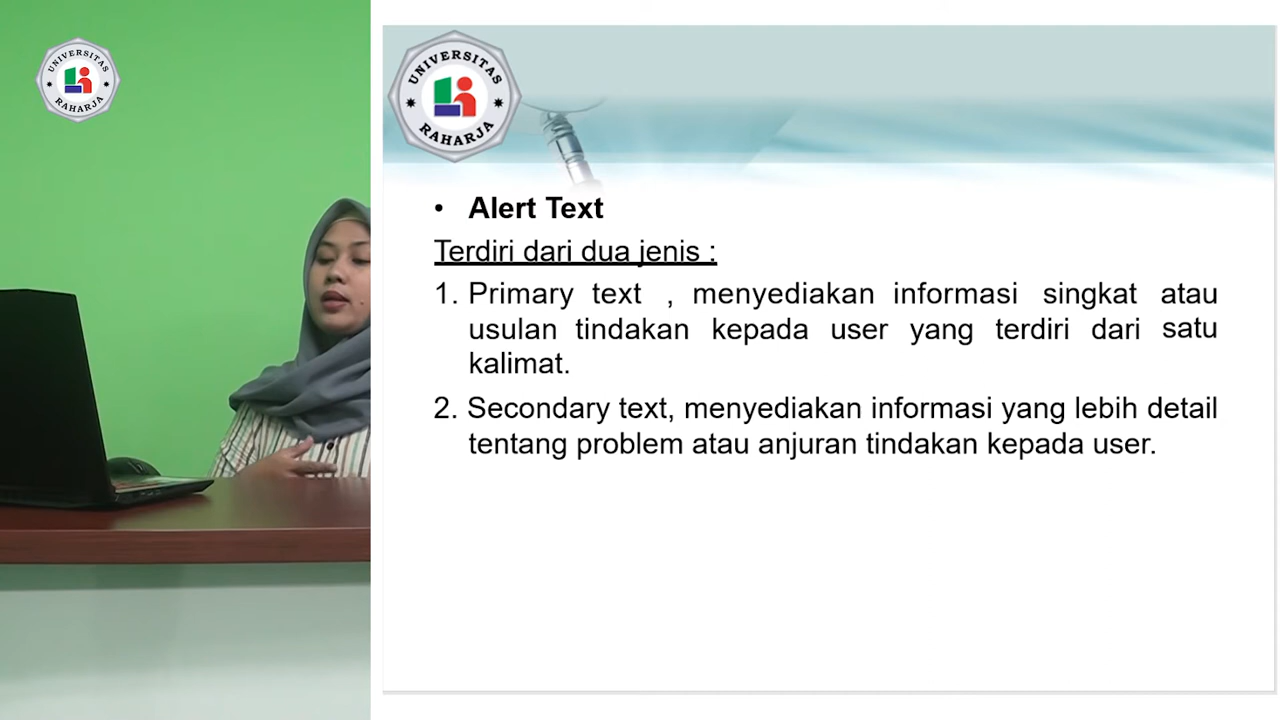 UNIVERSITAS
RAHARJA
UNIVERSITAS
RAHARJA
• Alert Text
Terdiri dari dua jenis :
1. Primary text , menyediakan informasi singkat atau
usulan tindakan kepada user yang terdiri dari satu
kalimat.
2. Secondary text, menyediakan informasi yang lebih detail
tentang problem atau anjuran tindakan kepada user.